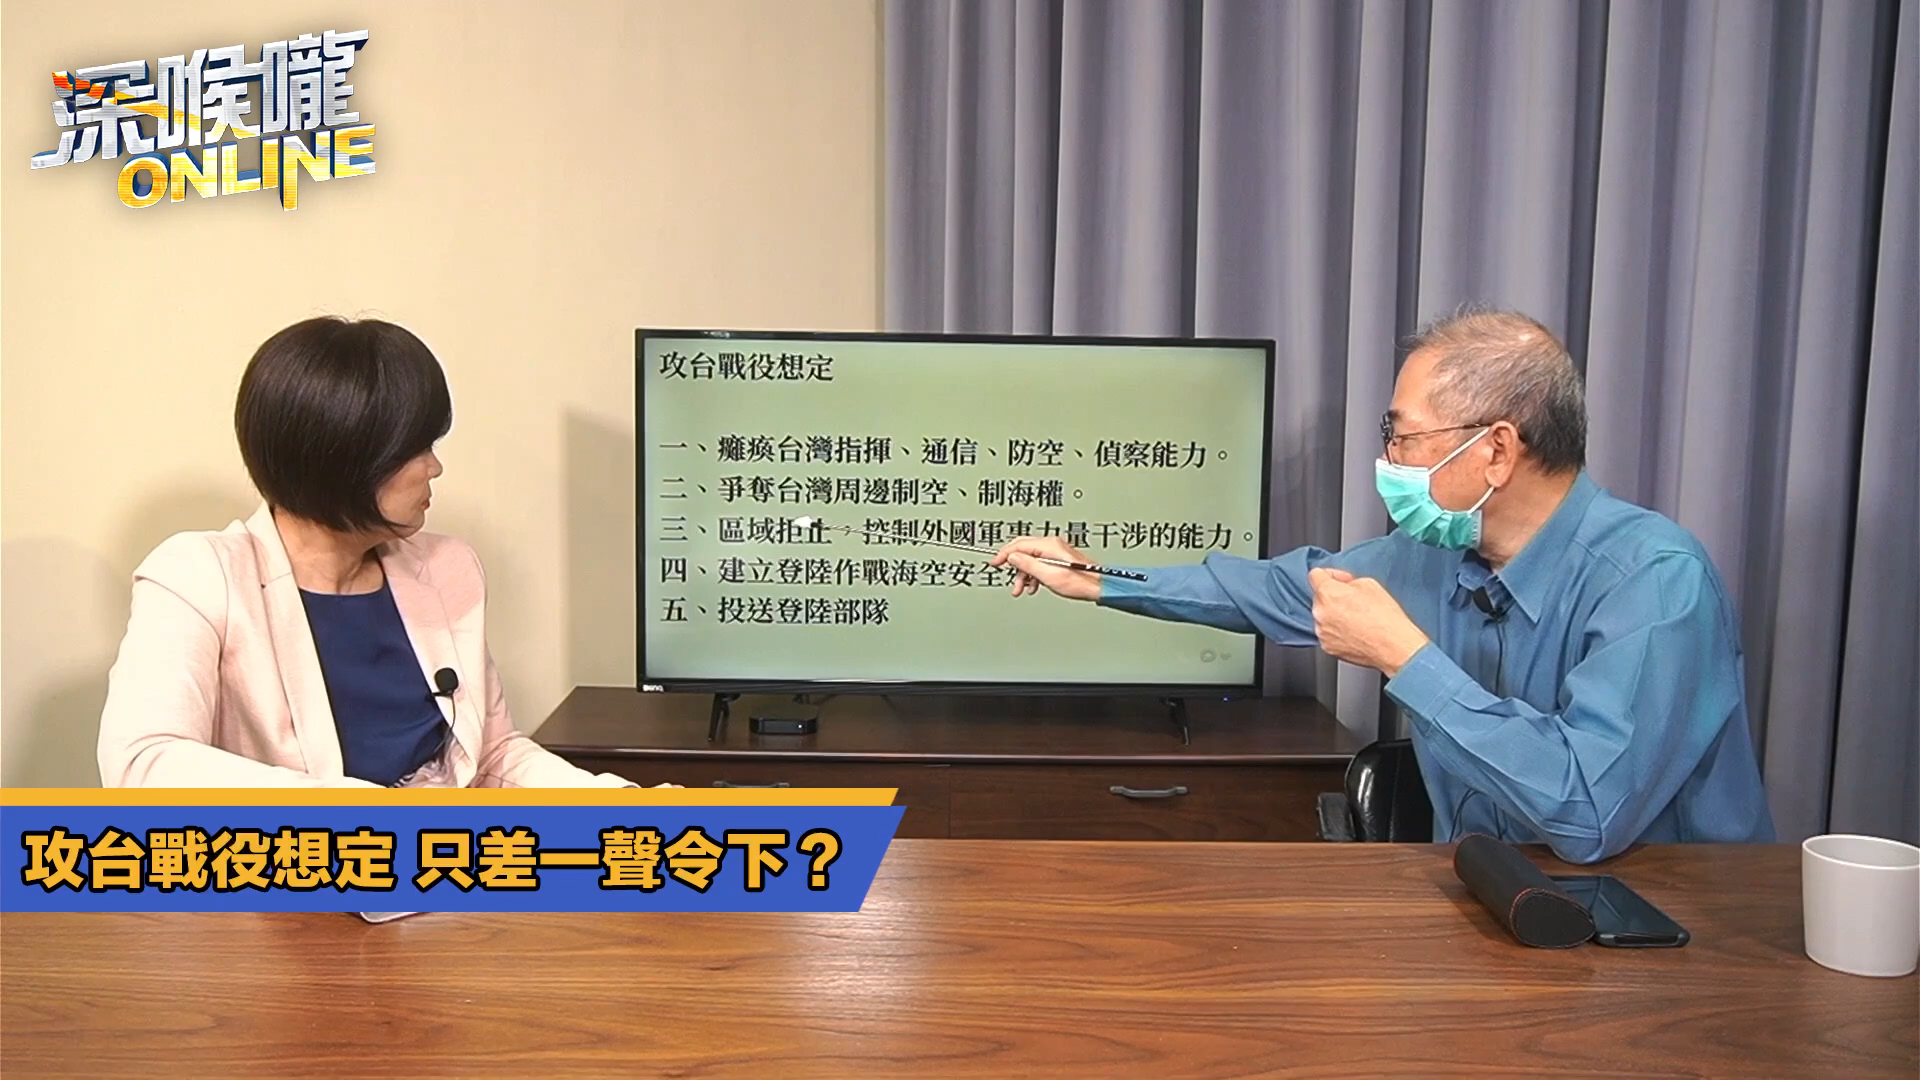 深喉嚨
ONLINE
攻台戰役想定
一、癱瘓台灣指揮、通信、防空、偵察能力。
二、爭奪台灣周邊制空、制海權。
三、區域拒止，控制外國軍事力量干涉的能力。
四、建立登陸作戰海空安全
五、投送登陸部隊
BenQ
攻台戰役想定 只差一聲令下？